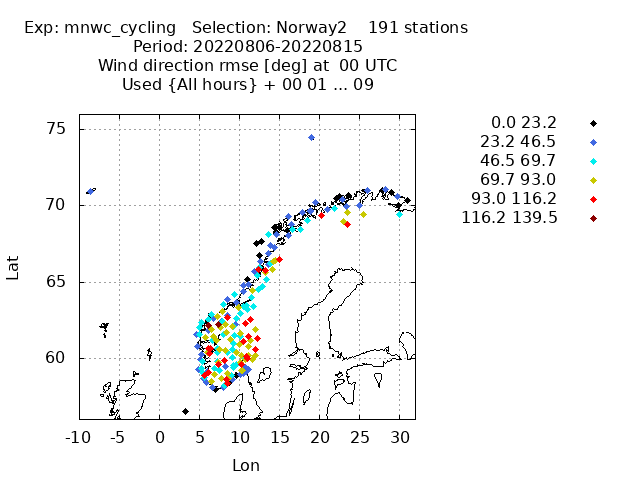 Exp: mnwc_cycling   Selection: Norway2    191 stations
Period: 20220806-20220815
Wind direction rmse [deg] at  00 UTC
Used {All hours} + 00 01 ... 09
0.0 23.2
23.2 46.5
46.5 69.7
69.7 93.0
93.0 116.2
116.2 139.5
75
70
65
60
Lat
-10 -5 0 5 10 15 20 25 30
Lon